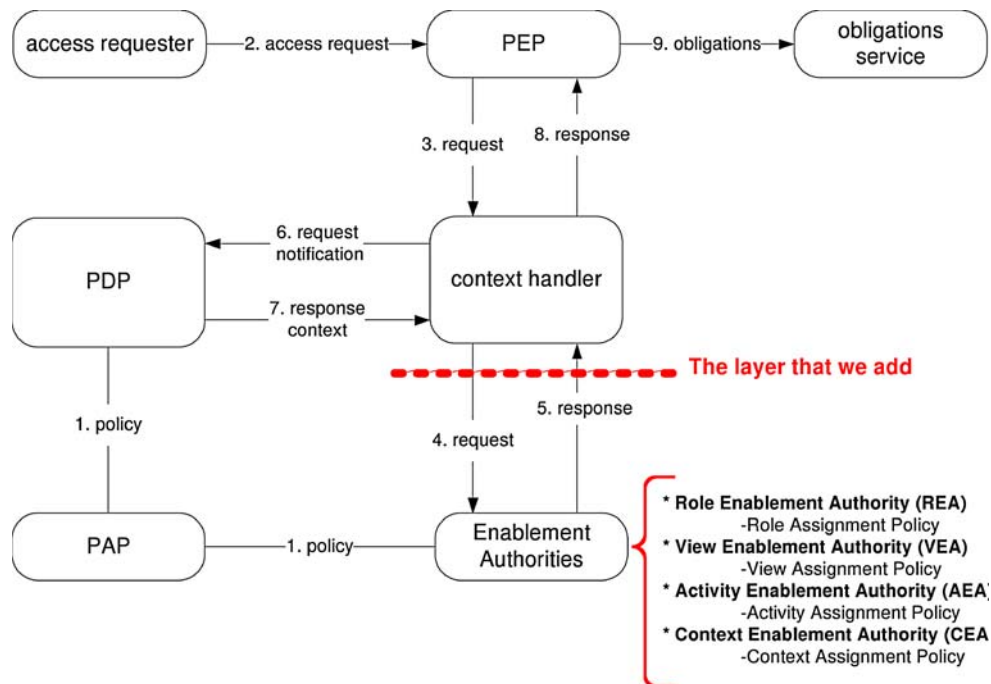 access requester
2. access request
PEP
9. obligations
obligations
service
3. request
8. response
6. request
notification
PDP
context handler
7. response
context
The layer that we add
1. policy
5. response
4. request
PAP
1. policy
Enablement
Authorities
* Role Enablement Authority (REA)
-Role Assignment Policy
* View Enablement Authority (VEA)
-View Assignment Policy
* Activity Enablement Authority (AEA)
-Activity Assignment Policy
* Context Enablement Authority (CEA
-Context Assignment Policy